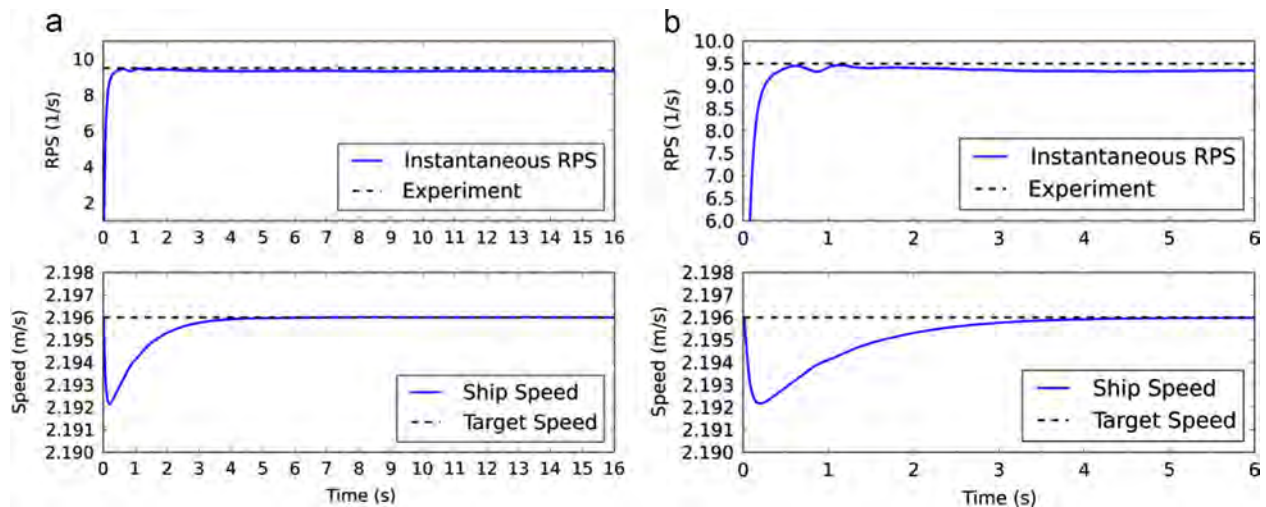 a
10
8
6
4
2
RPS (1/s)
Instantaneous RPS
Experiment
0 1 2 3 4 5 6 7 8 9 10 11 12 13 14 15 16
2.198
2.197
2.196
2.195
2.194
2.193
2.192
2.191
2.190
Speed (m/s)
Ship Speed
Target Speed
0 1 2 3 4 5 6 7 8 9 10 11 12 13 14 15 16
Time (s)
b
10.0
9.5
9.0
8.5
8.0
7.5
7.0
6.5
6.0
RPS (1/s)
Instantaneous RPS
Experiment
0 1 2 3 4 5 6
2.198
2.197
2.196
2.195
2.194
2.193
2.192
2.191
2.190
Speed (m/s)
Ship Speed
Target Speed
0 1 2 3 4 5 6
Time (s)